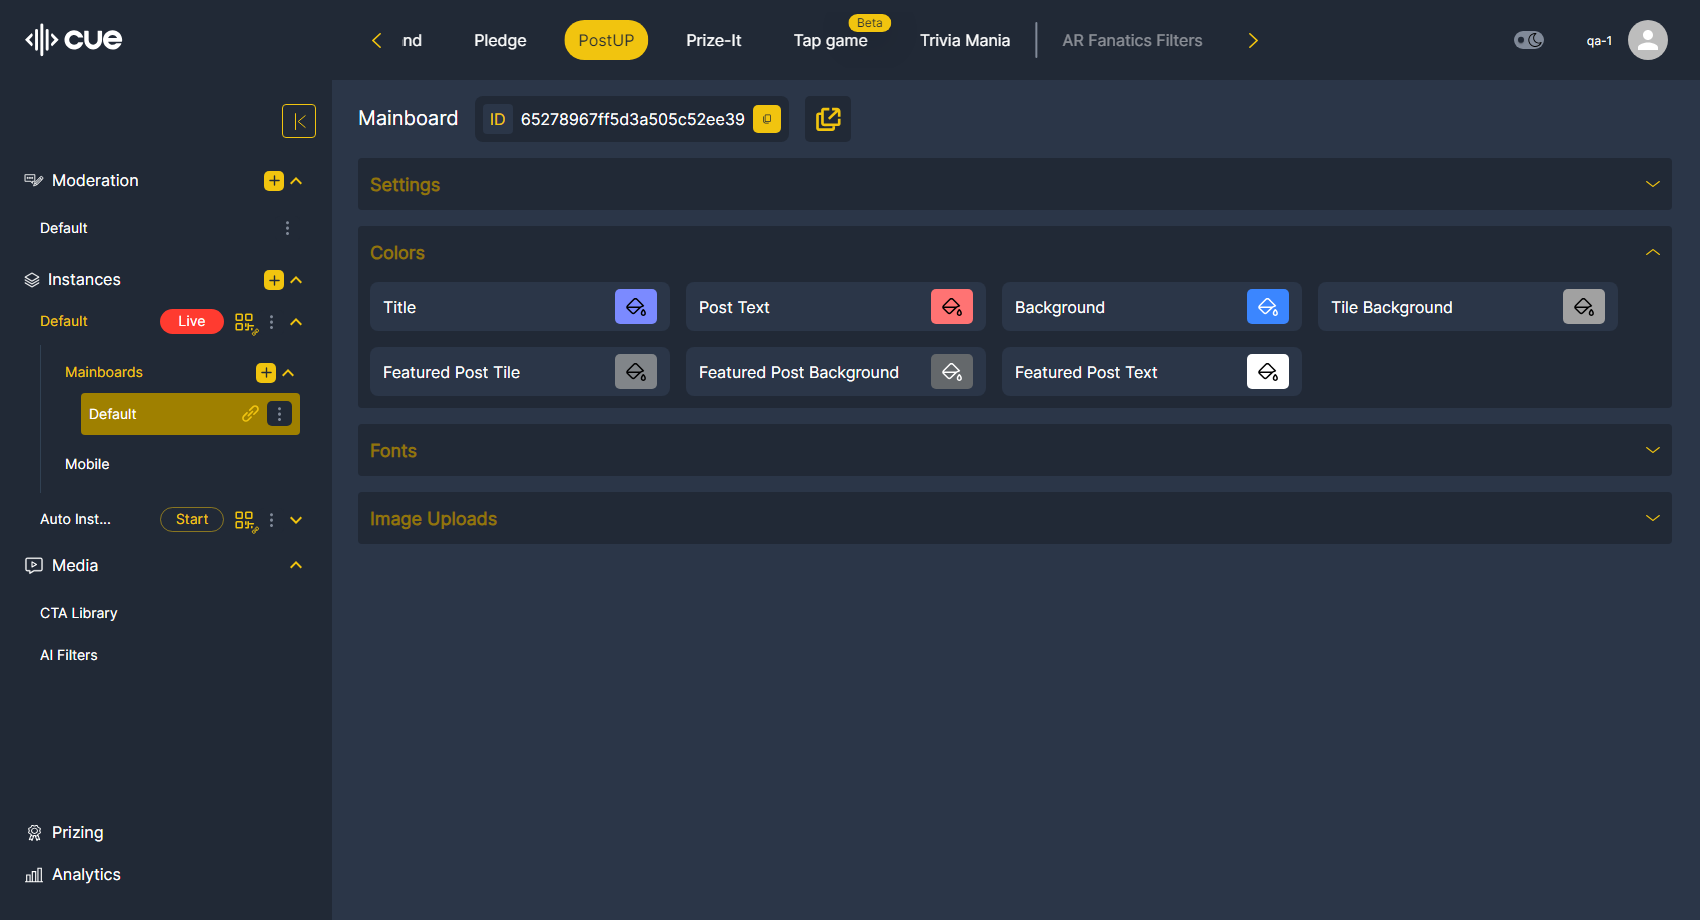 cue
nd
Pledge
PostUP
Prize-It
Beta
Tap game
Trivia Mania
AR Fanatics Filters
qa-1
Moderation
Default
Instances
Default
Live
Mainboards
Default
Mobile
Auto Inst...
Start
Media
CTA Library
AI Filters
Prizing
Analytics
Mainboard
ID 65278967ff5d3a505c52ee39
Settings
Colors
Title
Post Text
Background
Tile Background
Featured Post Tile
Featured Post Background
Featured Post Text
Fonts
Image Uploads